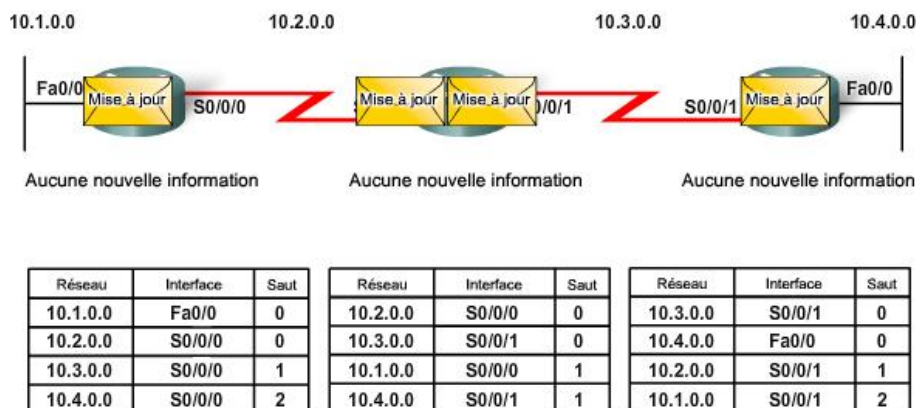 10.1.0.0 10.2.0.0 10.3.0.0 10.4.0.0
Fa0/0 Mise à jour S0/0/0 Mise à jour Mise à jour 0/0/1 S0/0/1 Mise à jour Fa0/0
Aucune nouvelle information Aucune nouvelle information Aucune nouvelle information
Réseau Interface Saut Réseau Interface Saut Réseau Interface Saut
10.1.0.0 Fa0/0 0 10.2.0.0 S0/0/0 0 10.3.0.0 S0/0/1 0
10.2.0.0 S0/0/0 0 10.3.0.0 S0/0/1 0 10.4.0.0 Fa0/0 0
10.3.0.0 S0/0/0 1 10.1.0.0 S0/0/0 1 10.2.0.0 S0/0/1 1
10.4.0.0 S0/0/0 2 10.4.0.0 S0/0/1 1 10.1.0.0 S0/0/1 2